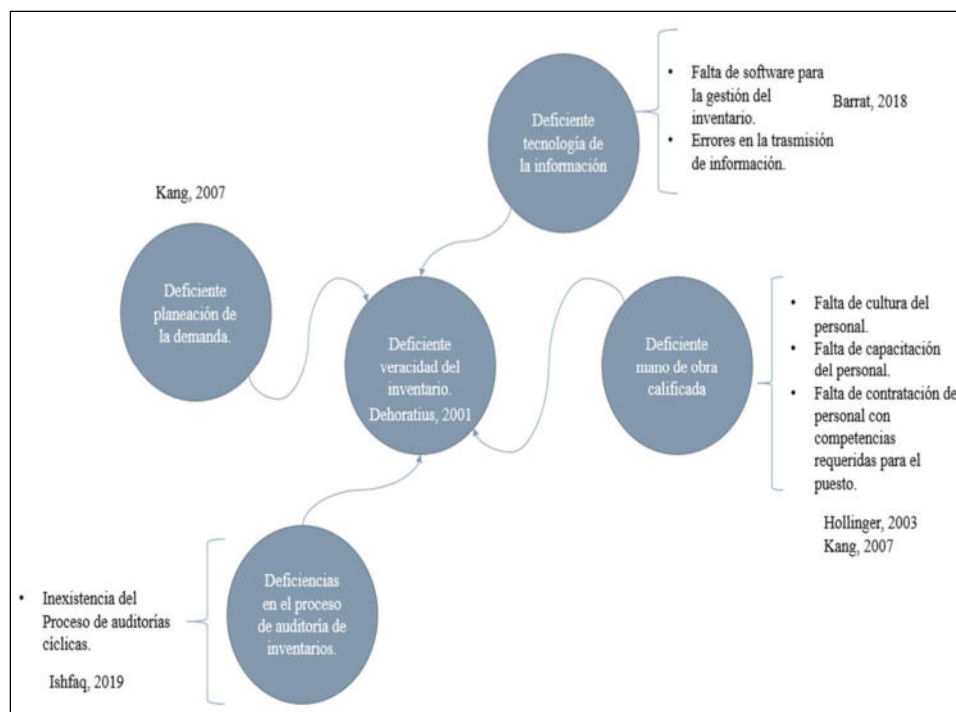 • Falta de software para
la gestión del
inventario.
• Errores en la trasmisión
de información.
Barrat, 2018
Deficiente
tecnología de
la información
Kang, 2007
Deficiente
planeación de
la demanda.
Deficiente
veracidad del
inventario.
Dehoratius, 2001
Deficiente
mano de obra
calificada
• Falta de cultura del
personal.
• Falta de capacitación
del personal.
• Falta de contratación de
personal con
competencias
requeridas para el
puesto.
Hollinger, 2003
Kang, 2007
Deficiencias
en el proceso
de auditoría de
inventarios.
• Inexistencia del
Proceso de auditorías
cíclicas.
Ishfaq, 2019